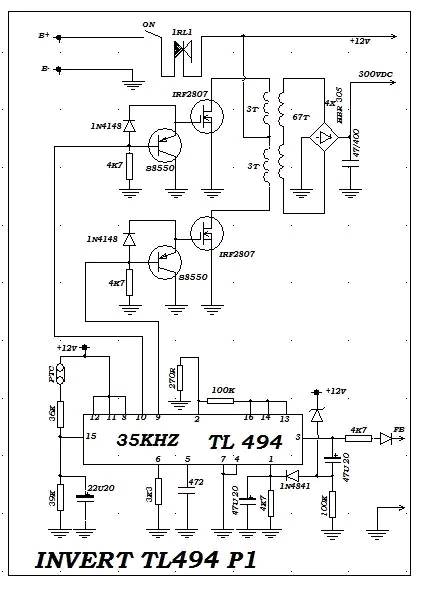 ON
B+
1RL1
+12v
B-
300VDC
IRF2807
3T
67T
4X HBR 305
47/400
1N4148
4K7
S8550
3T
1N4148
4K7
S8550
IRF2807
+12v
PTC
270R
100K
+12v
36K
12 11 8 10 9 2 16 14 13
15
35KHZ TL 494
3
4K7
FB
6 5 7 4 1
39K
22U20
3K3
472
47U20
4K7
1N4841
47U20
100K
INVERT TL494 P1